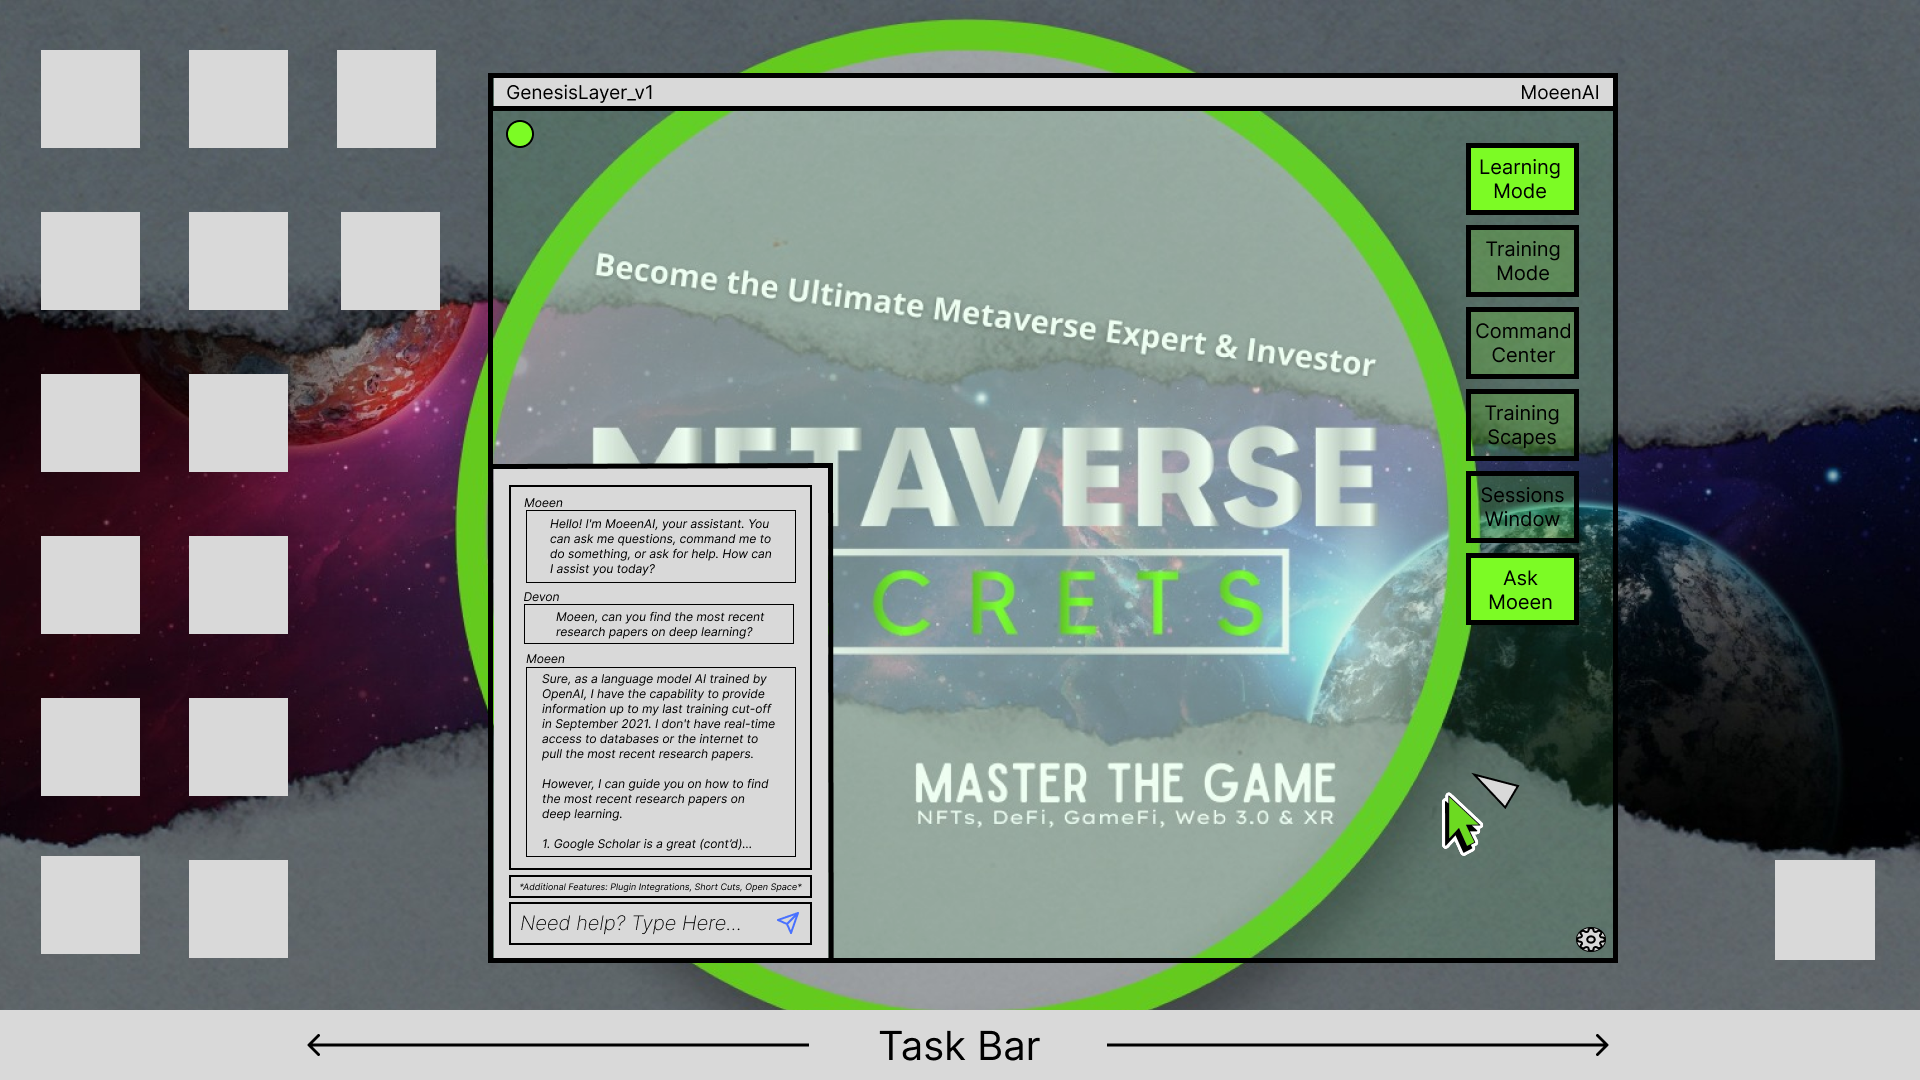 GenesisLayer_v1
MoeenAI
Learning
Mode
Training
Mode
Command
Center
Training
Scapes
Sessions
Window
Ask
Moeen
Become the Ultimate Metaverse Expert & Investor
METAVERSE
CRETS
MASTER THE GAME
NFTs, DeFi, GameFi, Web 3.0 & XR
Moeen
Hello! I'm MoeenAI, your assistant. You
can ask me questions, command me to
do something, or ask for help. How can
I assist you today?
Devon
Moeen, can you find the most recent
research papers on deep learning?
Moeen
Sure, as a language model AI trained by
OpenAI, I have the capability to provide
information up to my last training cut-off
in September 2021. I don't have real-time
access to databases or the internet to
pull the most recent research papers.
However, I can guide you on how to find
the most recent research papers on
deep learning.
1. Google Scholar is a great (cont'd)...
*Additional Features: Plugin Integrations, Short Cuts, Open Space*
Need help? Type Here...
Task Bar